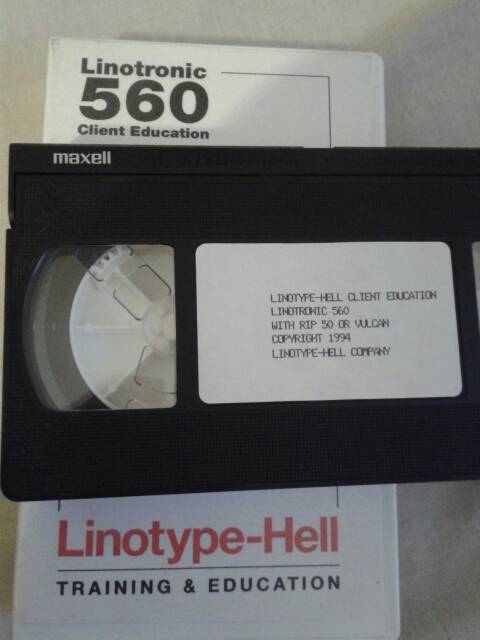 Linotronic
560
Client Education
maxell
LINOTYPE-HELL CLIENT EDUCATION
LINOTRONIC 560
WITH RIP 50 OR VULCAN
COPYRIGHT 1994
LINOTYPE-HELL COMPANY
Linotype-Hell
TRAINING & EDUCATION